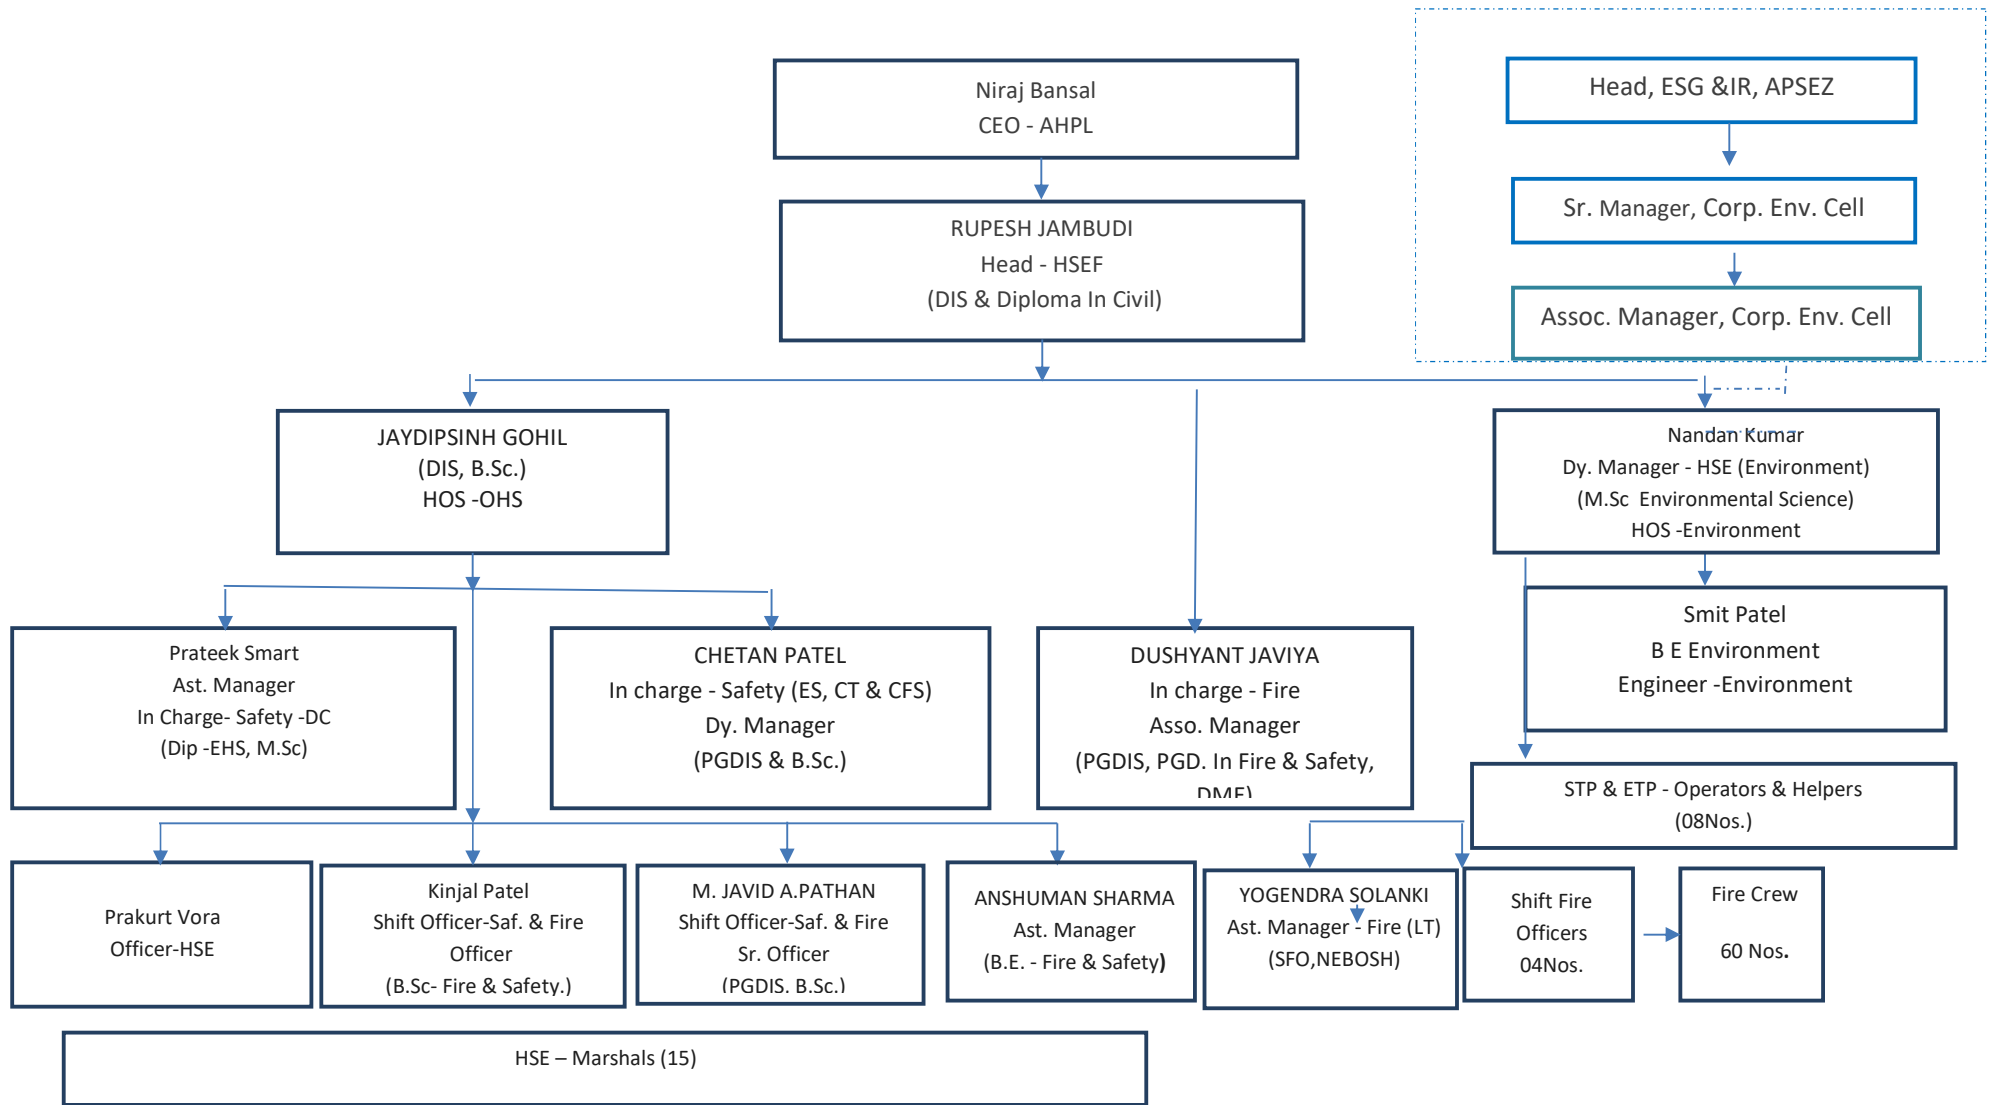 Niraj Bansal
CEO - AHPL
Head, ESG &IR, APSEZ
Sr. Manager, Corp. Env. Cell
Assoc. Manager, Corp. Env. Cell
RUPESH JAMBUDI
Head - HSEF
(DIS & Diploma In Civil)
JAYDIPSINH GOHIL
(DIS, B.Sc.)
HOS -OHS
Nandan Kumar
Dy. Manager - HSE (Environment)
(M.Sc Environmental Science)
HOS -Environment
Prateek Smart
Ast. Manager
In Charge- Safety -DC
(Dip -EHS, M.Sc)
CHETAN PATEL
In charge - Safety (ES, CT & CFS)
Dy. Manager
(PGDIS & B.Sc.)
DUSHYANT JAVIYA
In charge - Fire
Asso. Manager
(PGDIS, PGD. In Fire & Safety,
DME)
Smit Patel
B E Environment
Engineer -Environment
STP & ETP - Operators & Helpers
(08Nos.)
Prakurt Vora
Officer-HSE
Kinjal Patel
Shift Officer-Saf. & Fire
Officer
(B.Sc- Fire & Safety.)
M. JAVID A.PATHAN
Shift Officer-Saf. & Fire
Sr. Officer
(PGDIS. B.Sc.)
ANSHUMAN SHARMA
Ast. Manager
(B.E. - Fire & Safety)
YOGENDRA SOLANKI
Ast. Manager - Fire (LT)
(SFO,NEBOSH)
Shift Fire
Officers
04Nos.
Fire Crew
60 Nos.
HSE – Marshals (15)